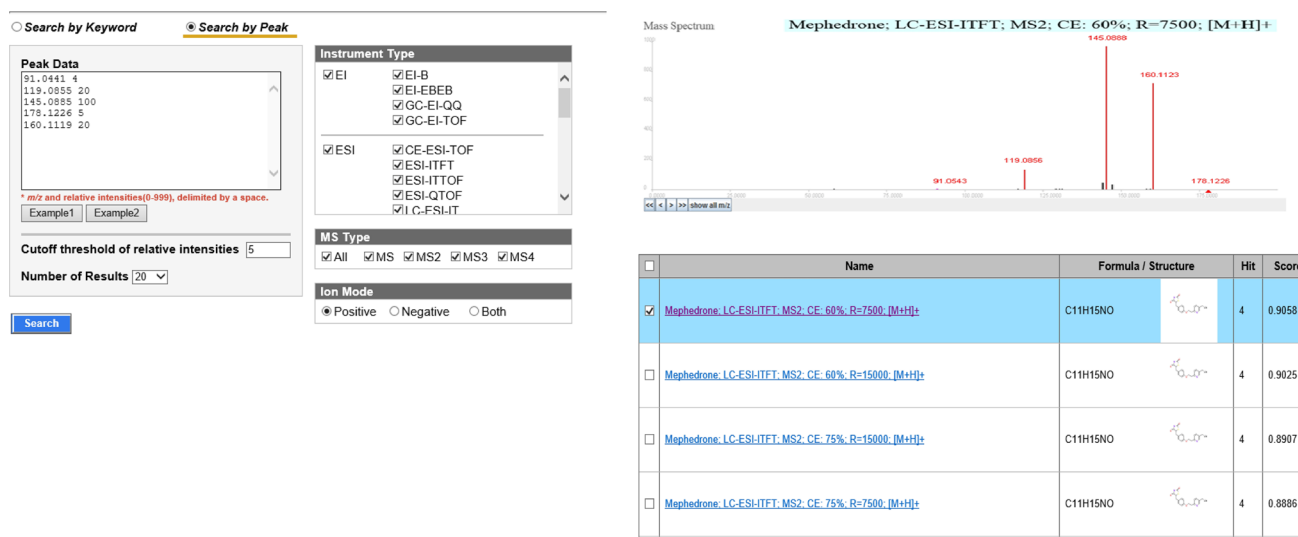 Search by Keyword
Search by Peak
Peak Data
91.0441 4
119.0855 20
145.0885 100
178.1226 5
160.1119 20
* m/z and relative intensities(0-999), delimited by a space.
Example1 Example2
Cutoff threshold of relative intensities 5
Number of Results 20
Search
Instrument Type
EI
EI-B
EI-EBEB
GC-EI-QQ
GC-EI-TOF
ESI
CE-ESI-TOF
ESI-ITFT
ESI-ITTOF
ESI-QTOF
LC-ESI-IT
MS Type
All MS MS2 MS3 MS4
Ion Mode
Positive Negative Both
Mass Spectrum
Mephedrone; LC-ESI-ITFT; MS2; CE: 60%; R=7500; [M+H]+
145.0888
160.1123
119.0856
91.0543
178.1226
<< < > >> show all m/z
Name Formula / Structure Hit Score
Mephedrone; LC-ESI-ITFT; MS2; CE: 60%; R=7500; [M+H]+ C11H15NO 4 0.9058
Mephedrone; LC-ESI-ITFT; MS2; CE: 60%; R=15000; [M+H]+ C11H15NO 4 0.9025
Mephedrone; LC-ESI-ITFT; MS2; CE: 75%; R=15000; [M+H]+ C11H15NO 4 0.8907
Mephedrone; LC-ESI-ITFT; MS2; CE: 75%; R=7500; [M+H]+ C11H15NO 4 0.8886